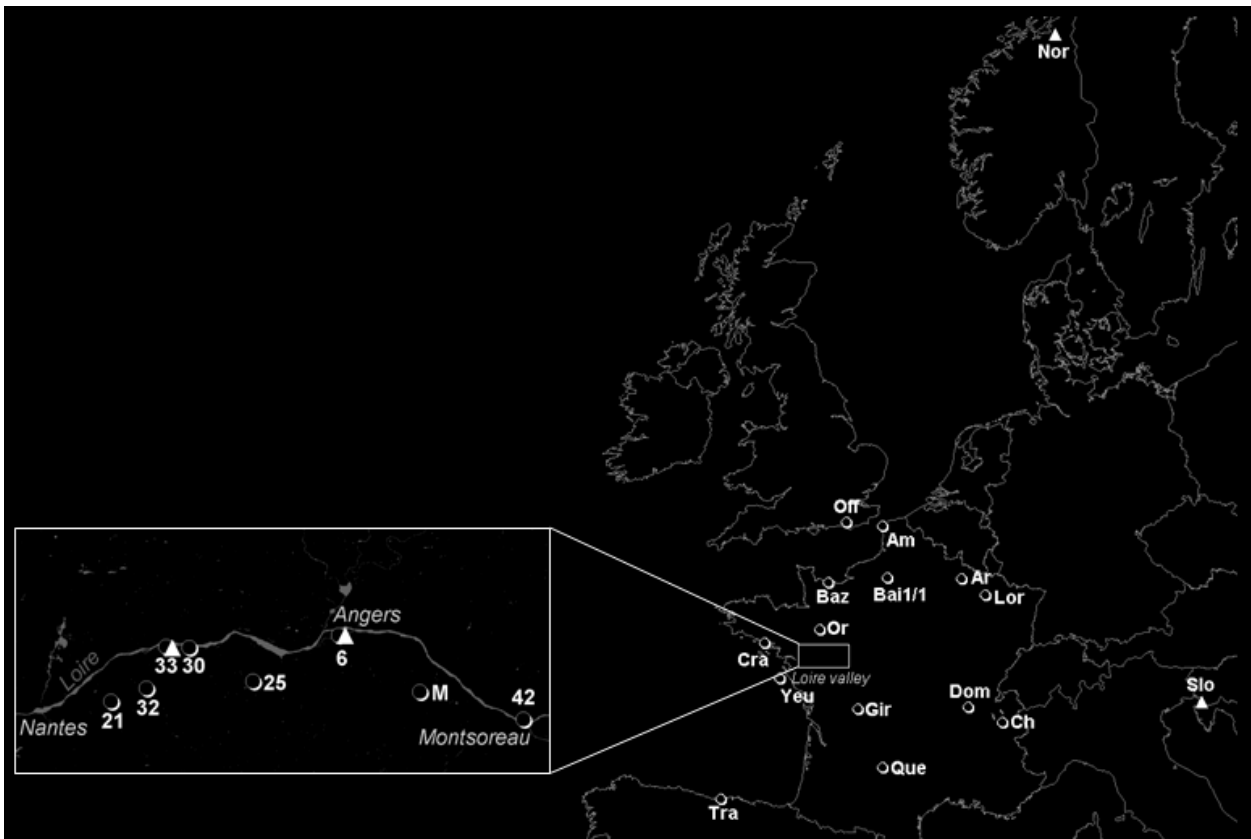 Nor
Off
Am
Baz
Bai1/1
Ar
Lor
Or
Cra
Loire valley
Yeu
Gir
Dom
Ch
Slo
Que
Tra
Angers
Loire
33
30
6
25
M
42
21
32
Nantes
Montsoreau